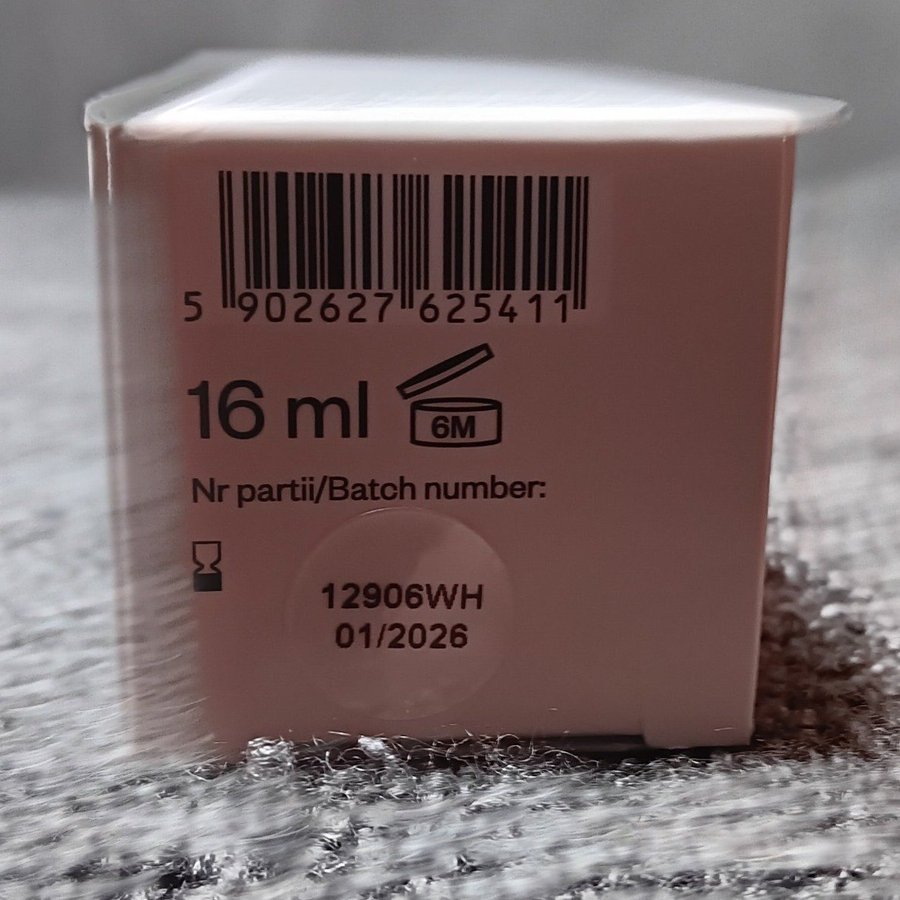 5 902627 625411
16 ml 6M
Nr partii/Batch number:
12906WH
01/2026